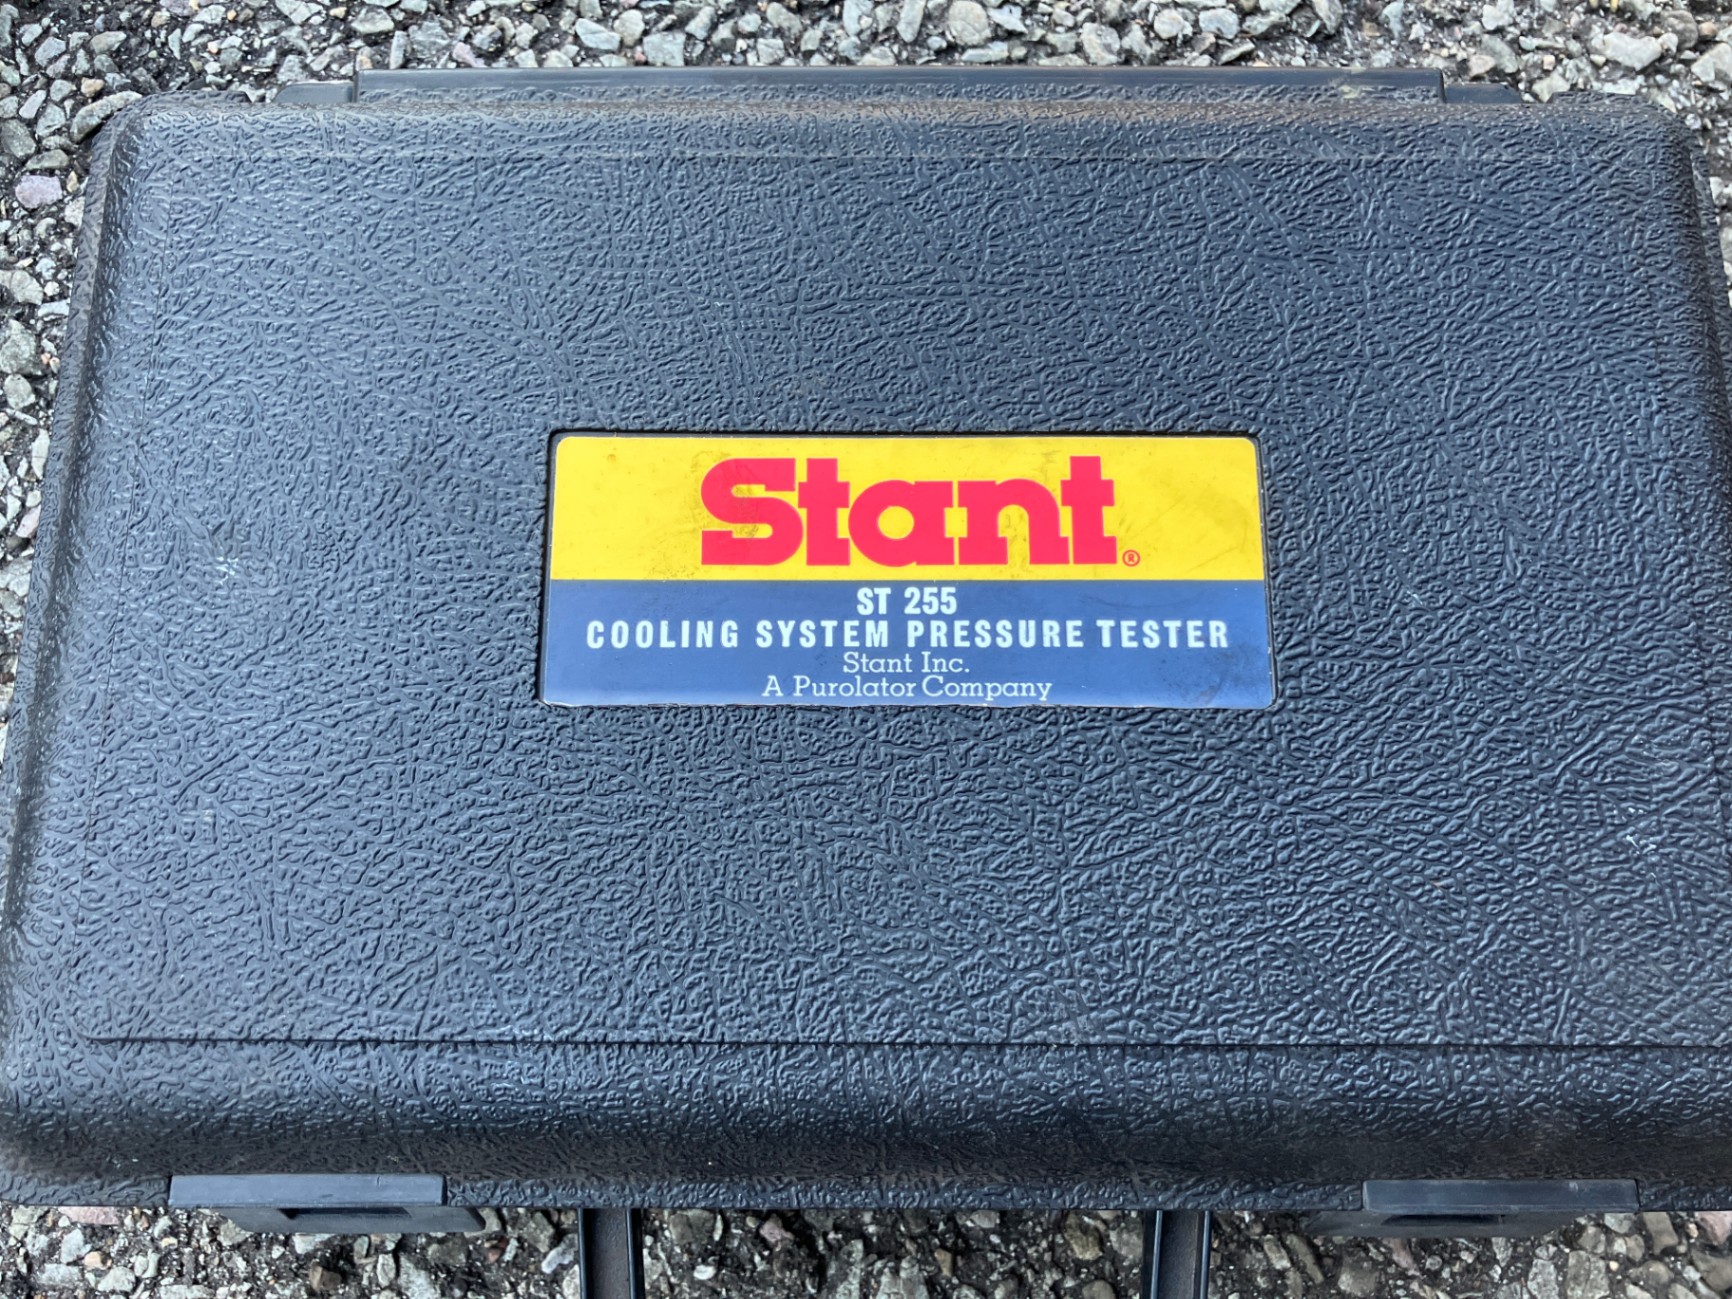 Stant®
ST 255
COOLING SYSTEM PRESSURE TESTER
Stant Inc.
A Purolator Company